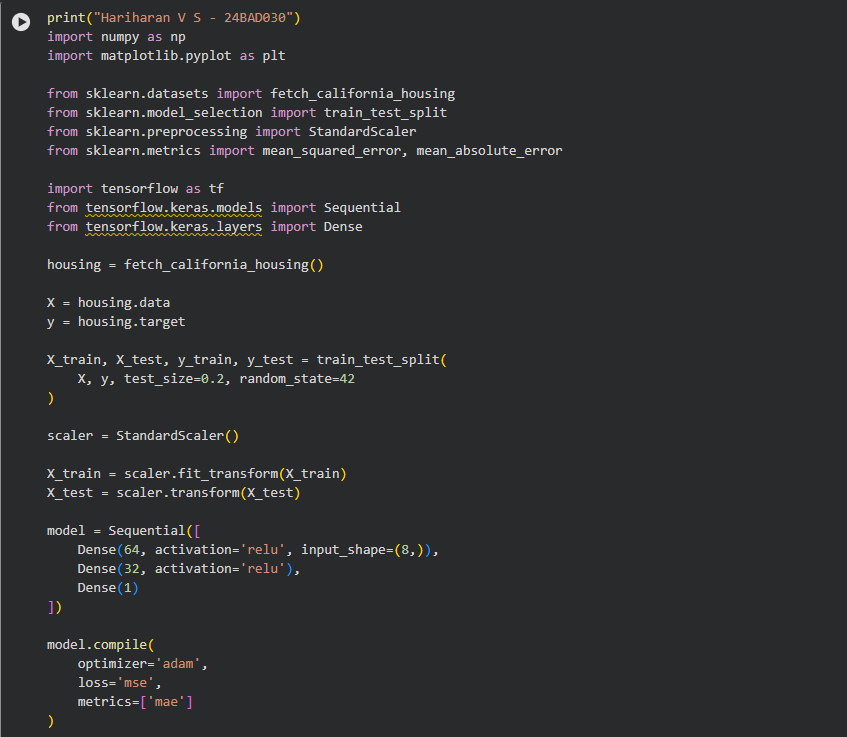 print("Hariharan V S - 24BAD030")
import numpy as np
import matplotlib.pyplot as plt
from sklearn.datasets import fetch_california_housing
from sklearn.model_selection import train_test_split
from sklearn.preprocessing import StandardScaler
from sklearn.metrics import mean_squared_error, mean_absolute_error
import tensorflow as tf
from tensorflow.keras.models import Sequential
from tensorflow.keras.layers import Dense
housing = fetch_california_housing()
X = housing.data
y = housing.target
X_train, X_test, y_train, y_test = train_test_split(
    X, y, test_size=0.2, random_state=42
)
scaler = StandardScaler()
X_train = scaler.fit_transform(X_train)
X_test = scaler.transform(X_test)
model = Sequential([
    Dense(64, activation='relu', input_shape=(8,)),
    Dense(32, activation='relu'),
    Dense(1)
])
model.compile(
    optimizer='adam',
    loss='mse',
    metrics=['mae']
)